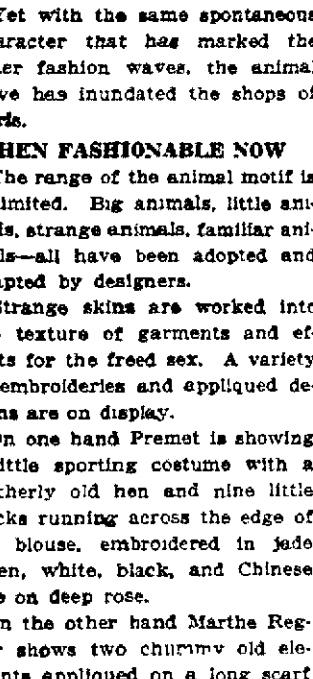 Yet with the same spontaneous
aracter that has marked the
er fashion waves, the animal
ve has inundated the shops of
ris.
HEN FASHIONABLE NOW
The range of the animal motif is
limited. Big animals, little ani-
ls, strange animals, familiar ani-
ls—all have been adopted and
apted by designers.
Strange skins are worked into
texture of garments and ef-
ts for the freed sex. A variety
embroideries and appliqued de-
ns are on display.
On one hand Premet is showing
ittle sporting costume with a
therly old hen and nine little
cks running across the edge of
blouse, embroidered in jade
en, white, black, and Chinese
e on deep rose.
n the other hand Marthe Reg-
r shows two chummy old ele-
nts appliqued on a long scarf